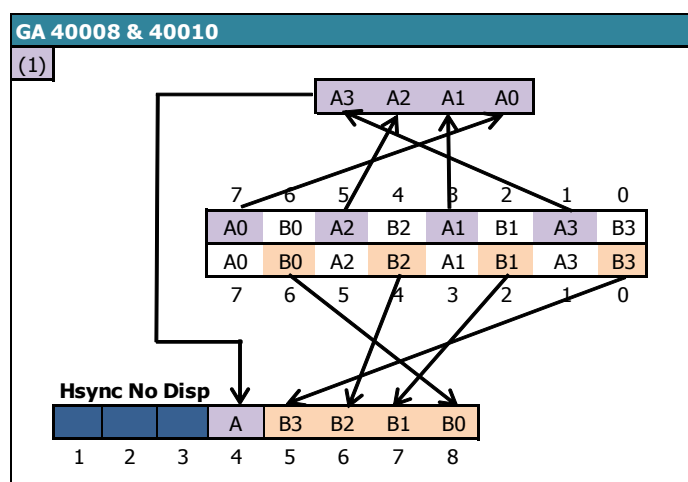 GA 40008 & 40010
(1)
A3 A2 A1 A0
7 6 5 4 3 2 1 0
A0 B0 A2 B2 A1 B1 A3 B3
A0 B0 A2 B2 A1 B1 A3 B3
7 6 5 4 3 2 1 0
Hsync No Disp
A B3 B2 B1 B0
1 2 3 4 5 6 7 8